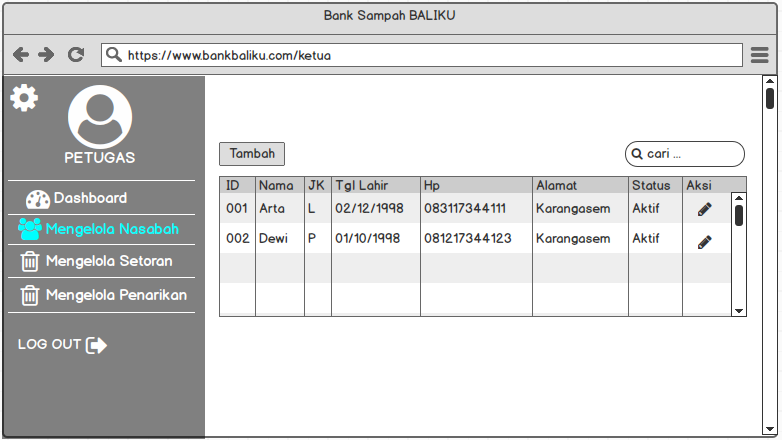 Bank Sampah BALIKU
https://www.bankbaliku.com/ketua
PETUGAS
Dashboard
Mengelola Nasabah
Mengelola Setoran
Mengelola Penarikan
LOG OUT
Tambah
cari ...
ID Nama JK Tgl Lahir Hp Alamat Status Aksi
001 Arta L 02/12/1998 083117344111 Karangasem Aktif
002 Dewi P 01/10/1998 081217344123 Karangasem Aktif